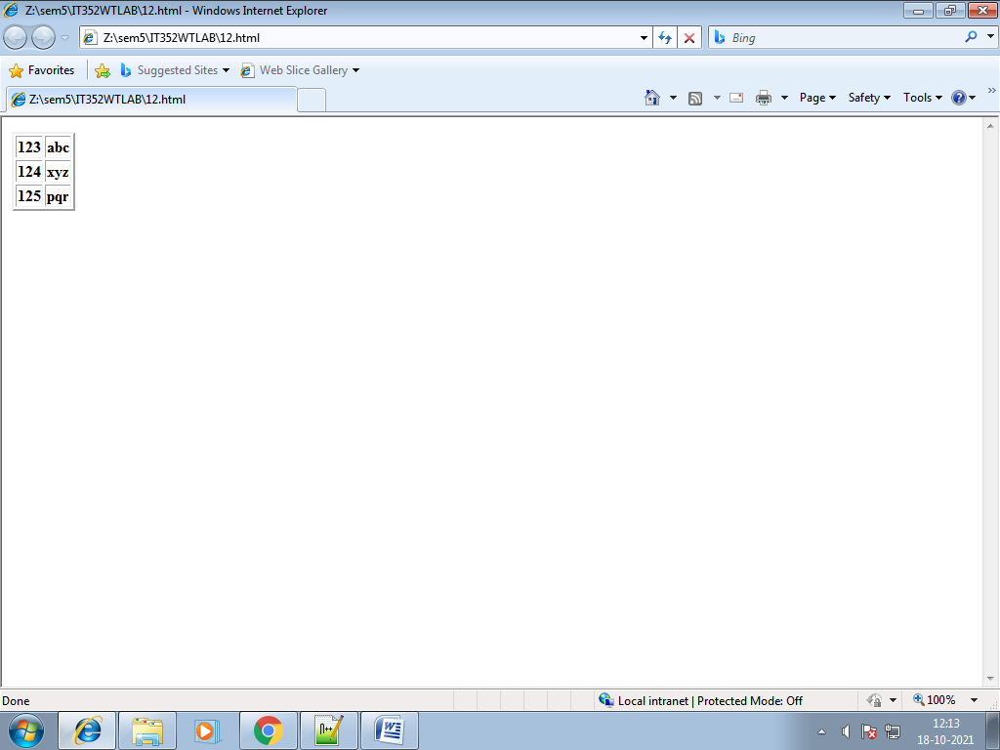 Z:\sem5\IT352WTLAB\12.html - Windows Internet Explorer
Z:\sem5\IT352WTLAB\12.html
Bing
Favorites Suggested Sites Web Slice Gallery
Z:\sem5\IT352WTLAB\12.html
Page Safety Tools
»
123 abc
124 xyz
125 pqr
Done Local intranet | Protected Mode: Off 100%
12:13
18-10-2021